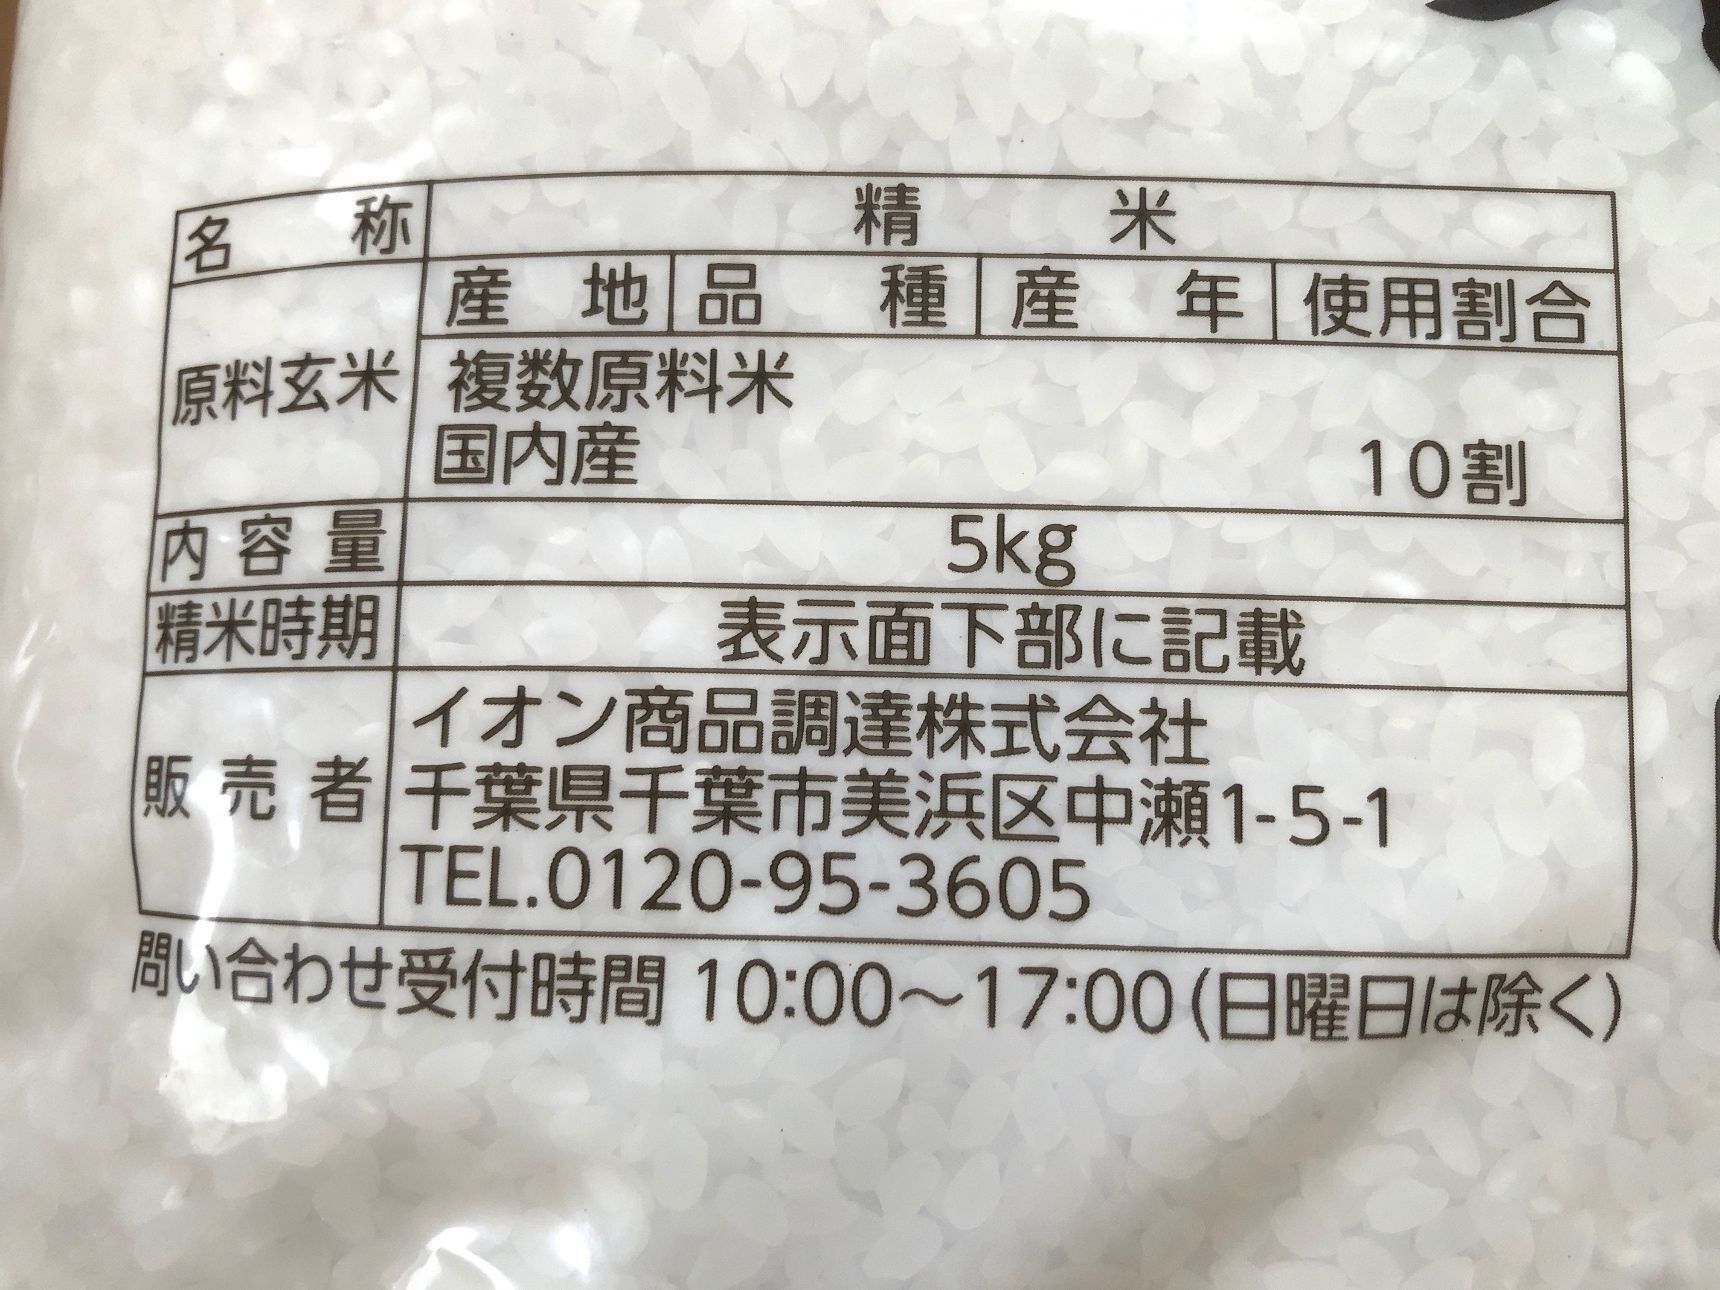 名称 精米
原料玄米 産地 品種 産年 使用割合
複数原料米
国内産 10割
内容量 5kg
精米時期 表示面下部に記載
販売者 イオン商品調達株式会社
千葉県千葉市美浜区中瀬1-5-1
TEL.0120-95-3605
問い合わせ受付時間 10:00～17:00(日曜日は除く)